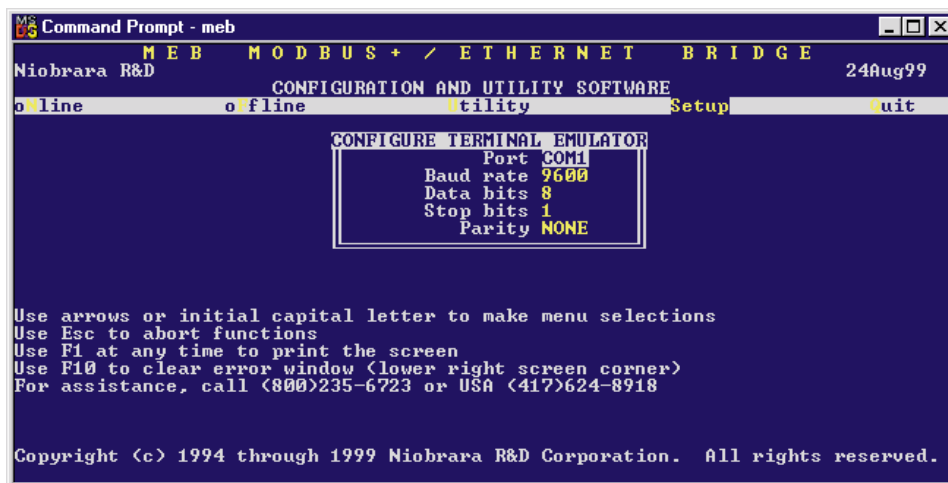 Command Prompt - meb
M E B   M O D B U S + / E T H E R N E T   B R I D G E
Niobrara R&D 24Aug99
CONFIGURATION AND UTILITY SOFTWARE
oNline oFfline Utility Setup Quit
CONFIGURE TERMINAL EMULATOR
Port COM1
Baud rate 9600
Data bits 8
Stop bits 1
Parity NONE
Use arrows or initial capital letter to make menu selections
Use Esc to abort functions
Use F1 at any time to print the screen
Use F10 to clear error window (lower right screen corner)
For assistance, call (800)235-6723 or USA (417)624-8918
Copyright (c) 1994 through 1999 Niobrara R&D Corporation.  All rights reserved.